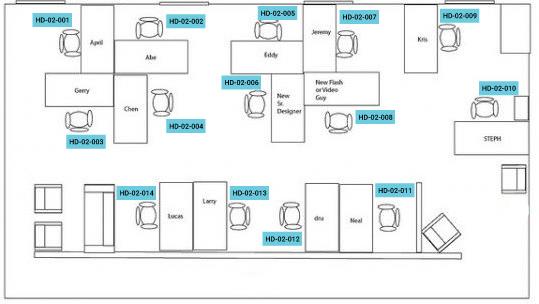 HD-02-001
April
HD-02-002
Abe
HD-02-005
Eddy
Jeremy
HD-02-007
Kris
HD-02-009
Gerry
HD-02-003
Chen
HD-02-004
HD-02-006
New
Sr.
Designer
New Flash
or Video
Guy
HD-02-008
HD-02-010
STEPH
HD-02-014
Lucas
Larry
HD-02-013
HD-02-012
dns
Neal
HD-02-011